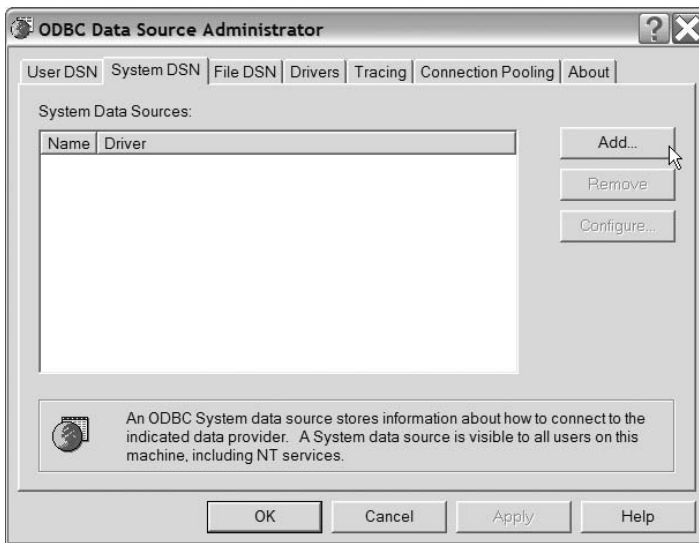 ODBC Data Source Administrator
?
User DSN System DSN File DSN Drivers Tracing Connection Pooling About
System Data Sources:
Name Driver
Add...
Remove
Configure...
An ODBC System data source stores information about how to connect to the
indicated data provider. A System data source is visible to all users on this
machine, including NT services.
OK Cancel Apply Help